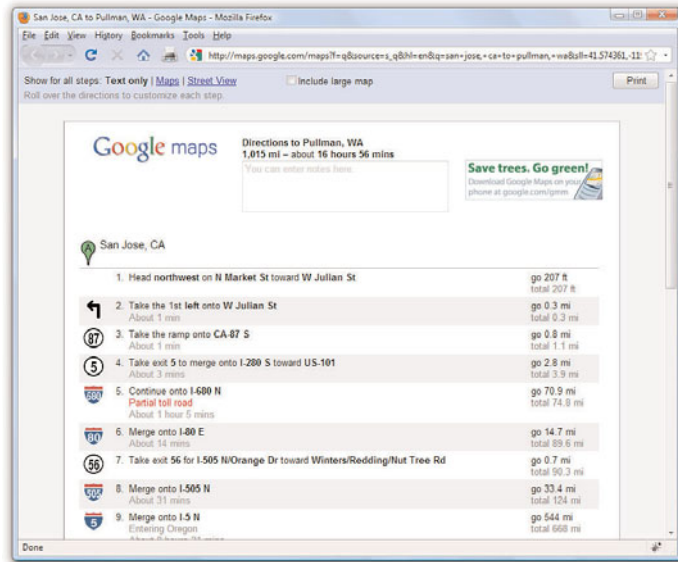 San Jose, CA to Pullman, WA - Google Maps - Mozilla Firefox
File Edit View History Bookmarks Tools Help
http://maps.google.com/maps?f=q&source=s_q&hl=en&q=san+jose,+ca+to+pullman,+wa&sll=41.574361,-11
Show for all steps: Text only | Maps | Street View
Include large map
Print
Roll over the directions to customize each step.
Google maps
Directions to Pullman, WA
1,015 mi – about 16 hours 56 mins
You can enter notes here.
Save trees. Go green!
Download Google Maps on your
phone at google.com/gmm
A
San Jose, CA
1. Head northwest on N Market St toward W Julian St
go 207 ft
total 207 ft
2. Take the 1st left onto W Julian St
About 1 min
go 0.3 mi
total 0.3 mi
87
3. Take the ramp onto CA-87 S
About 1 min
go 0.8 mi
total 1.1 mi
5
4. Take exit 5 to merge onto I-280 S toward US-101
About 3 mins
go 2.8 mi
total 3.9 mi
680
5. Continue onto I-680 N
Partial toll road
About 1 hour 5 mins
go 70.9 mi
total 74.8 mi
80
6. Merge onto I-80 E
About 14 mins
go 14.7 mi
total 89.6 mi
56
7. Take exit 56 for I-505 N/Orange Dr toward Winters/Redding/Nut Tree Rd
go 0.7 mi
total 90.3 mi
505
8. Merge onto I-505 N
About 31 mins
go 33.4 mi
total 124 mi
5
9. Merge onto I-5 N
Entering Oregon
go 544 mi
total 668 mi
Done